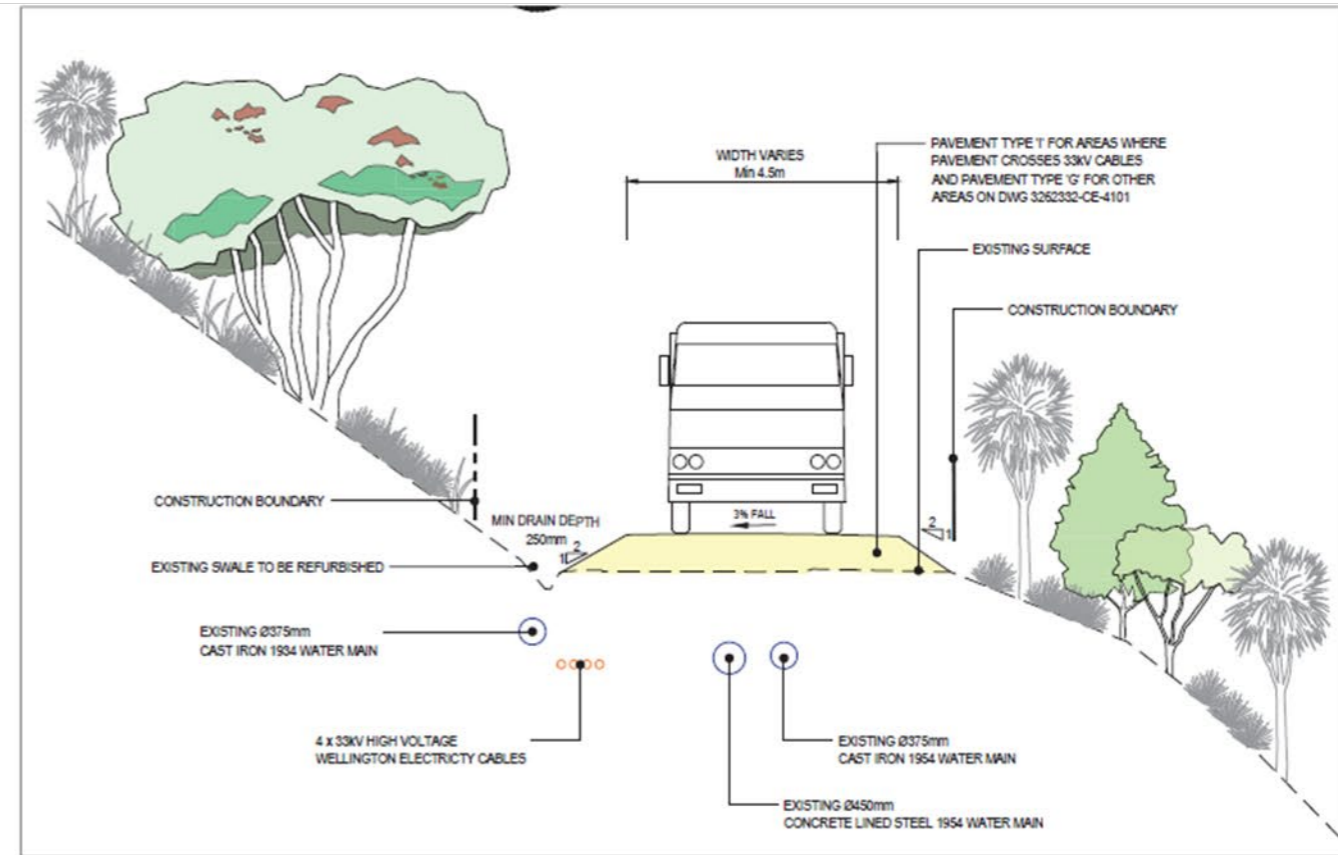 WIDTH VARIES
Min 4.5m
PAVEMENT TYPE 'I' FOR AREAS WHERE
PAVEMENT CROSSES 33kV CABLES
AND PAVEMENT TYPE 'G' FOR OTHER
AREAS ON DWG 3262332-CE-4101
EXISTING SURFACE
CONSTRUCTION BOUNDARY
CONSTRUCTION BOUNDARY
MIN DRAIN DEPTH
250mm
1
2
3% FALL
2
1
EXISTING SWALE TO BE REFURBISHED
EXISTING Ø375mm
CAST IRON 1934 WATER MAIN
4 x 33kV HIGH VOLTAGE
WELLINGTON ELECTRICTY CABLES
EXISTING Ø375mm
CAST IRON 1954 WATER MAIN
EXISTING Ø450mm
CONCRETE LINED STEEL 1954 WATER MAIN